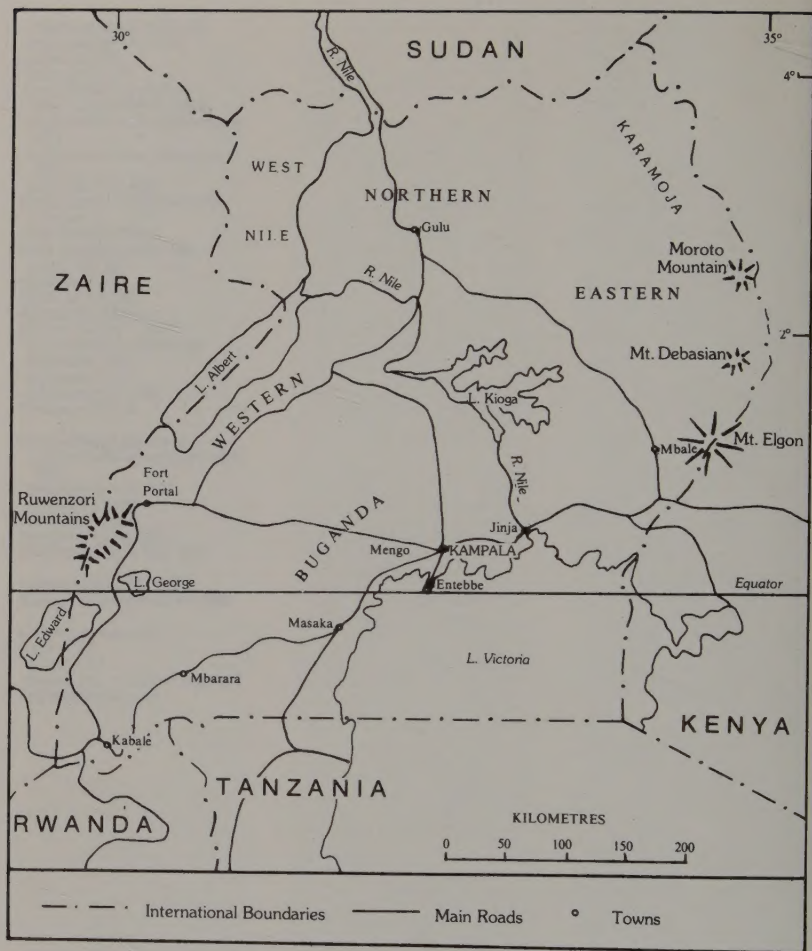 30°
35°
SUDAN
R. Nile
4°
KARAMOJA
WEST
NILE
NORTHERN
Gulu
Moroto
Mountain
ZAIRE
R. Nile
EASTERN
2°
L. Albert
Mt. Debasian
WESTERN
L. Kioga
Mt. Elgon
Mbale
Fort
Portal
R. Nile
Ruwenzori
Mountains
BUGANDA
Jinja
Mengo
KAMPALA
L. George
Entebbe
Equator
L. Edward
Masaka
L. Victoria
Mbarara
KENYA
Kabale
TANZANIA
RWANDA
KILOMETRES
0 50 100 150 200
International Boundaries Main Roads Towns